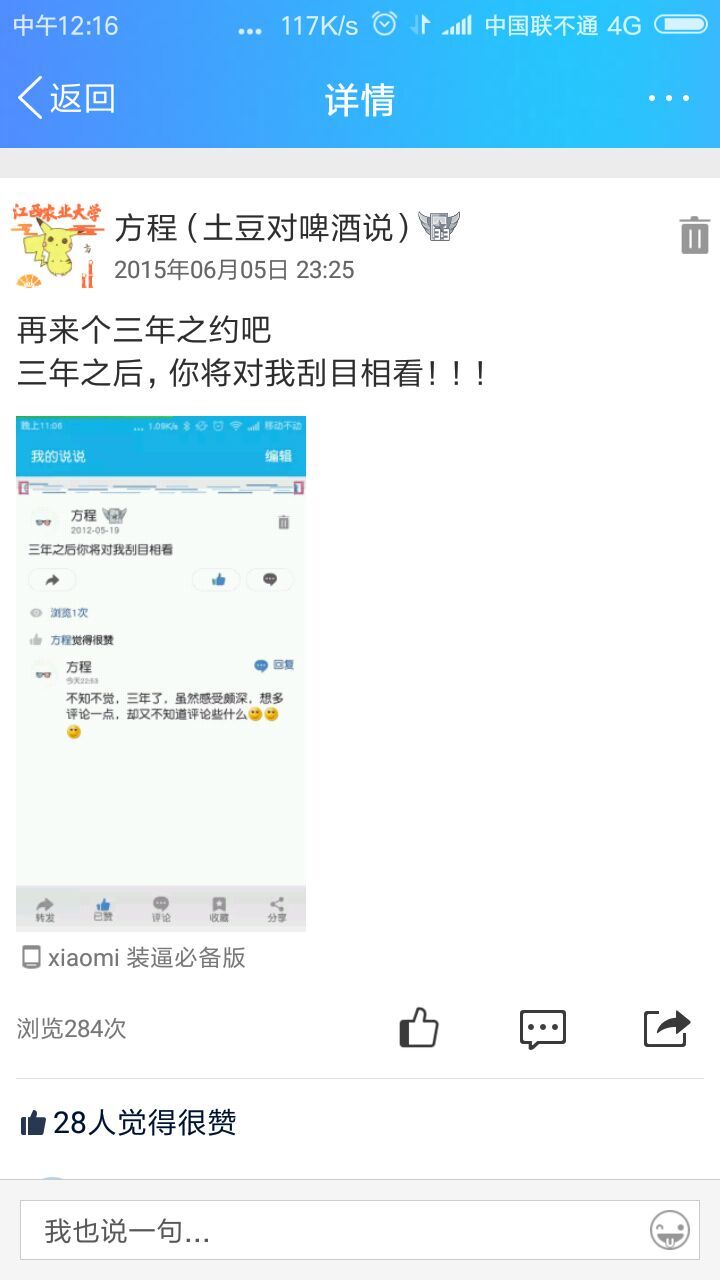 中午12:16 ... 117K/s 中国联不通 4G
返回 详情 ...
江西农业大学
方
方程（土豆对啤酒说）
2015年06月05日 23:25
再来个三年之约吧
三年之后，你将对我刮目相看！！！
晚上11:06 ... 1.09K/s 移动不动
我的说说 编辑
方程
2012-05-19
三年之后你将对我刮目相看
浏览1次
方程觉得很赞
方程 回复
今天22:53
不知不觉，三年了，虽然感受颇深，想多
评论一点，却又不知道评论些什么
转发 已赞 评论 收藏 分享
xiaomi 装逼必备版
浏览284次
28人觉得很赞
我也说一句...